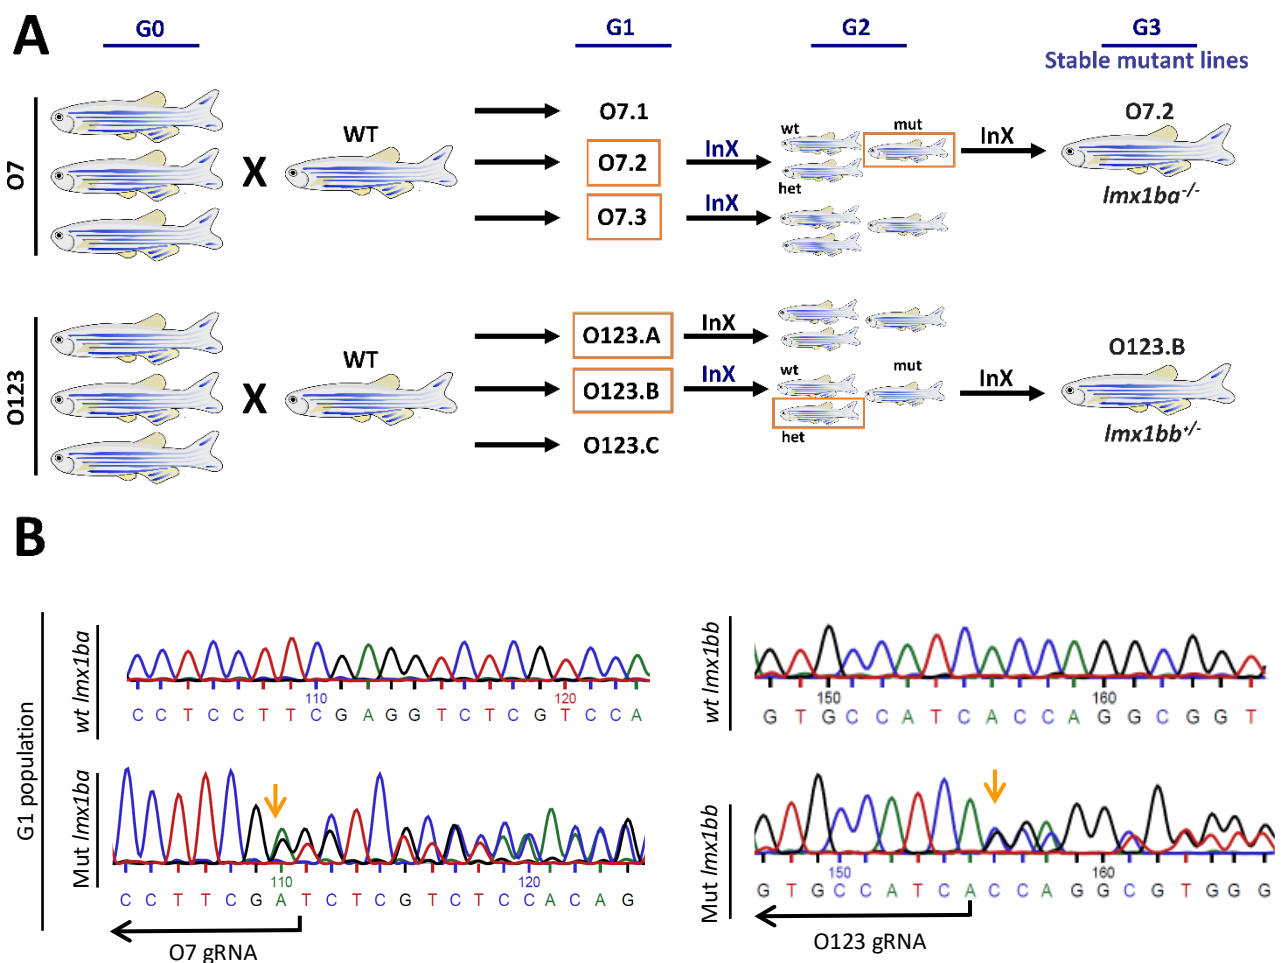 A
G0 G1 G2 G3
Stable mutant lines
O7
WT
X
O7.1
O7.2
O7.3
InX
InX
wt
mut
het
InX
O7.2
lmx1ba-/-
O123
WT
X
O123.A
O123.B
O123.C
InX
InX
wt
mut
het
InX
O123.B
lmx1bb+/-
B
G1 population
wt lmx1ba
110 120
C C T C C T T C G A G G T C T C G T C C A
Mut lmx1ba
110 120
C C T T C G A T C T C G T C T C C A C A G
O7 gRNA
wt lmx1bb
150 160
G T G C C A T C A C C A G G C G G T
Mut lmx1bb
150 160
G T G C C A T C A C C A G G C G T G G G
O123 gRNA